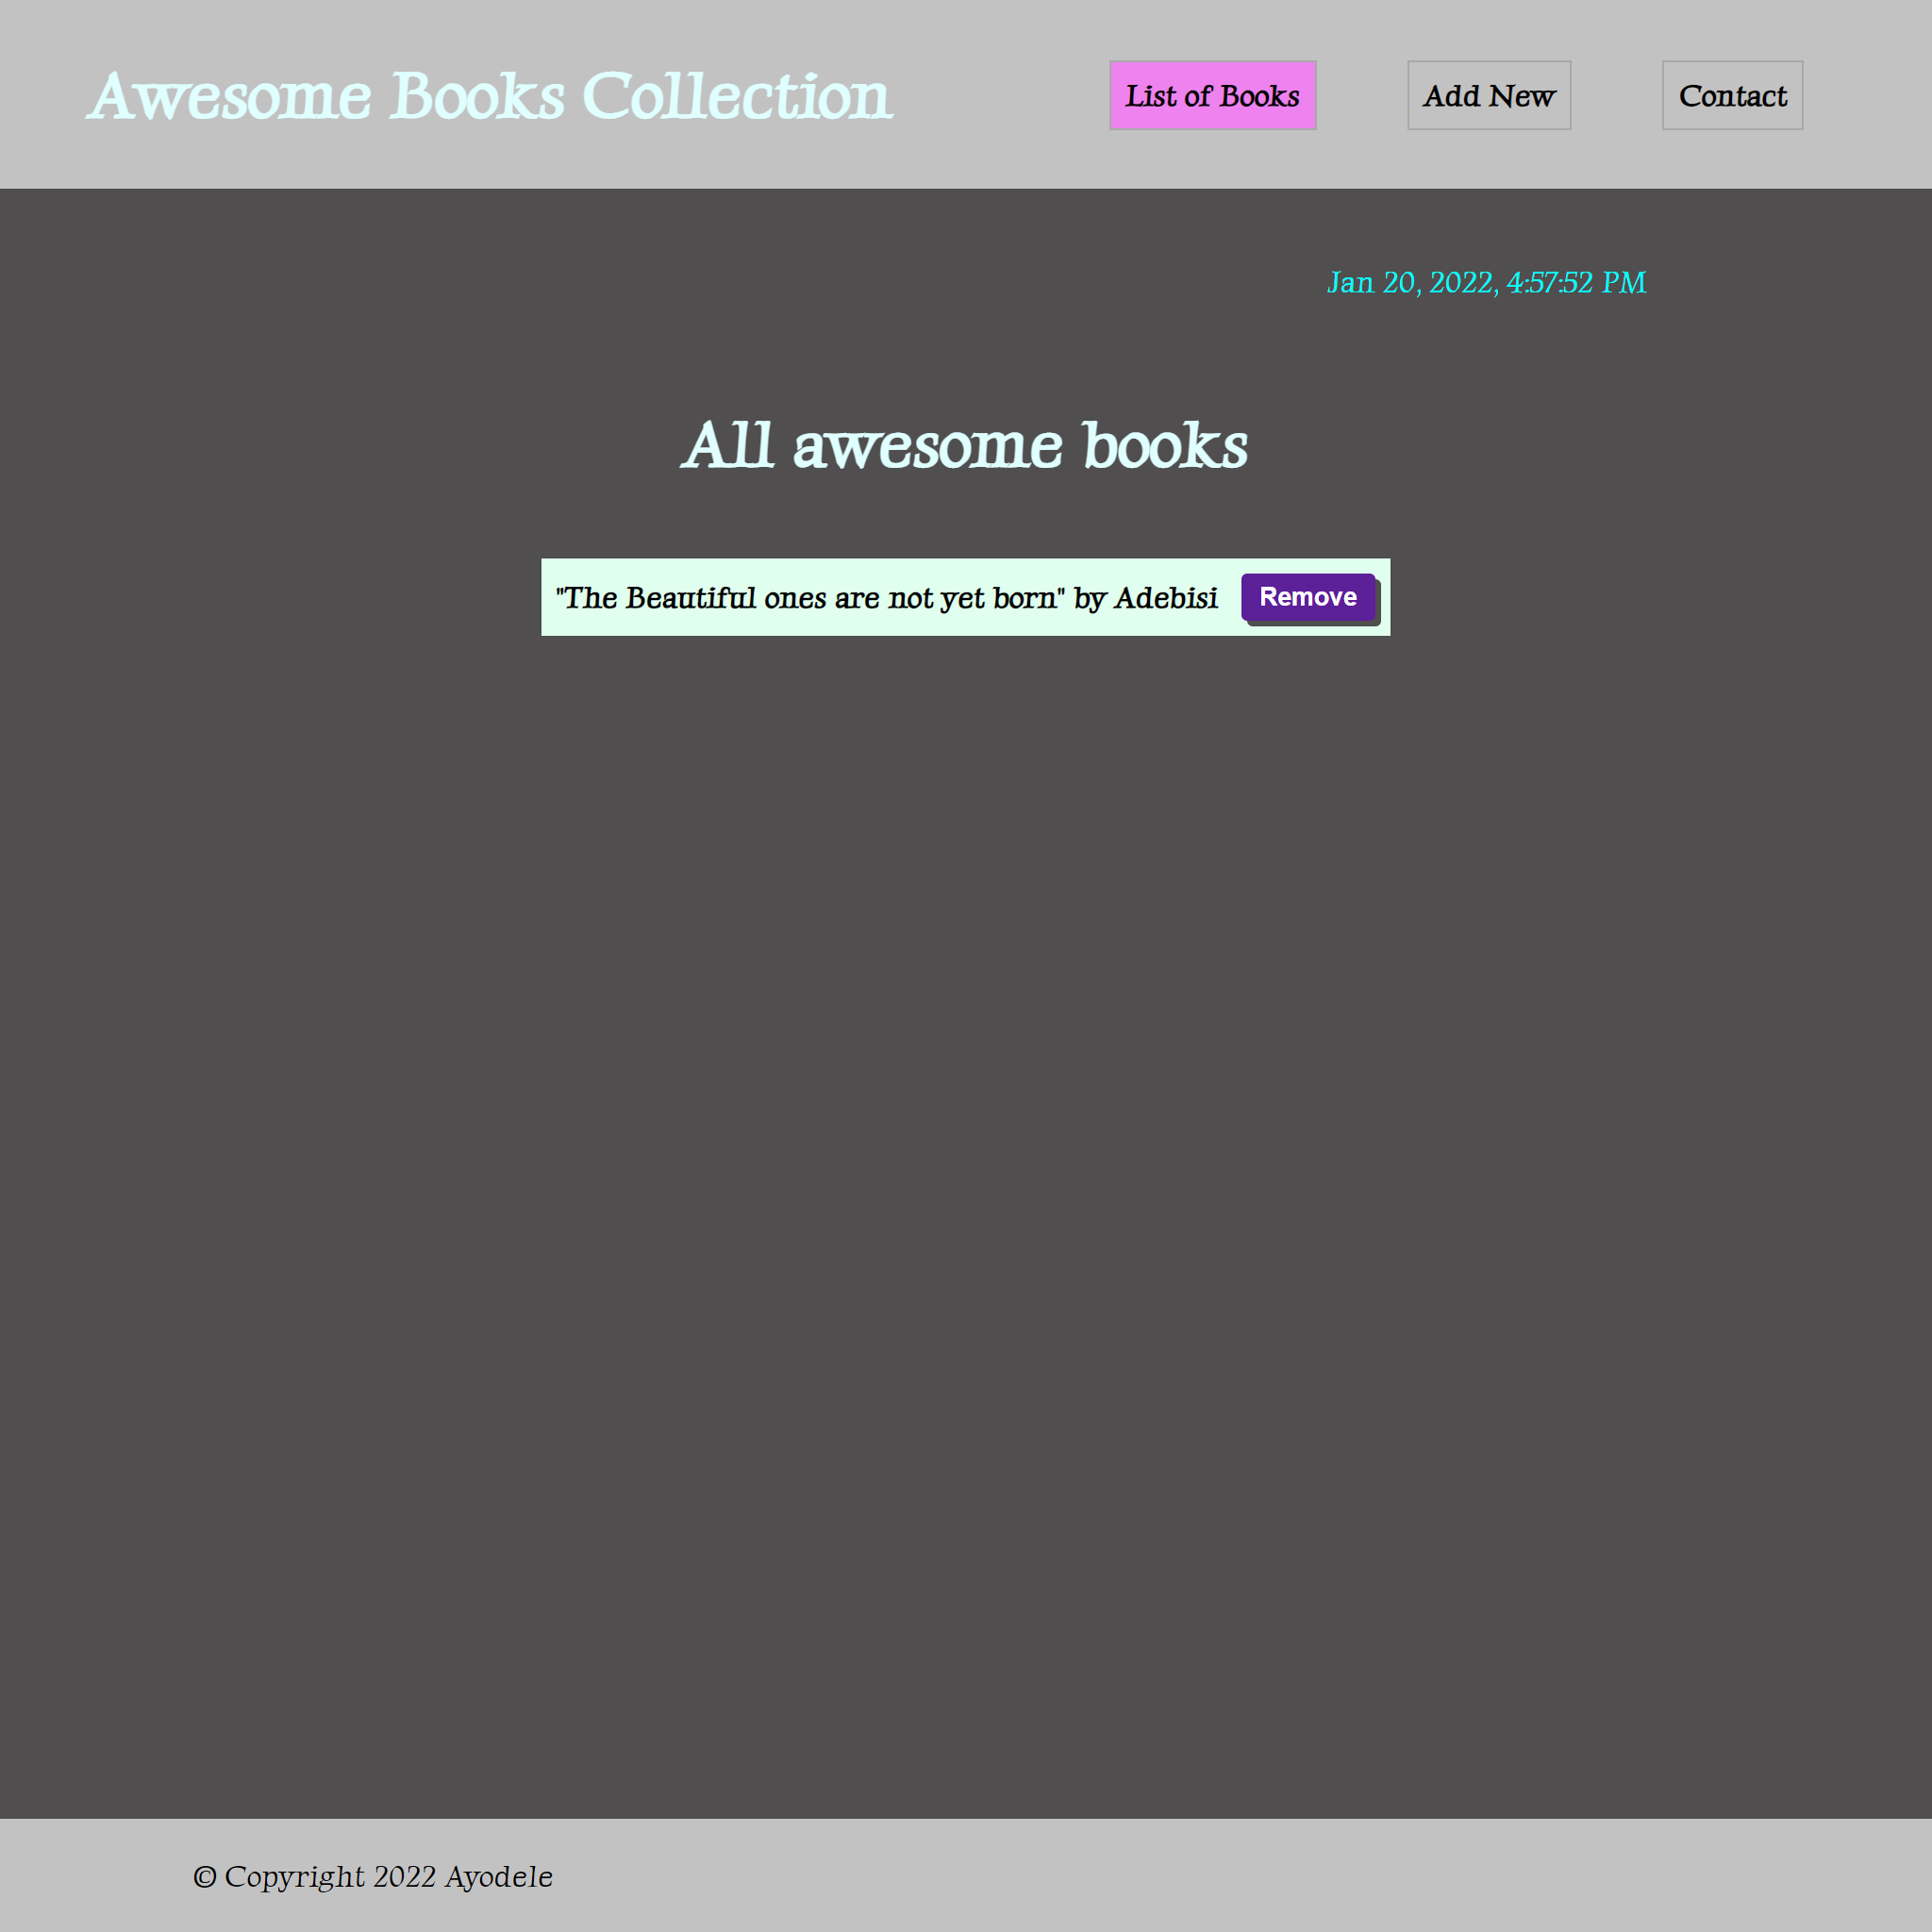 Awesome Books Collection
List of Books
Add New
Contact
Jan 20, 2022, 4:57:52 PM
All awesome books
"The Beautiful ones are not yet born" by Adebisi
Remove
© Copyright 2022 Ayodele